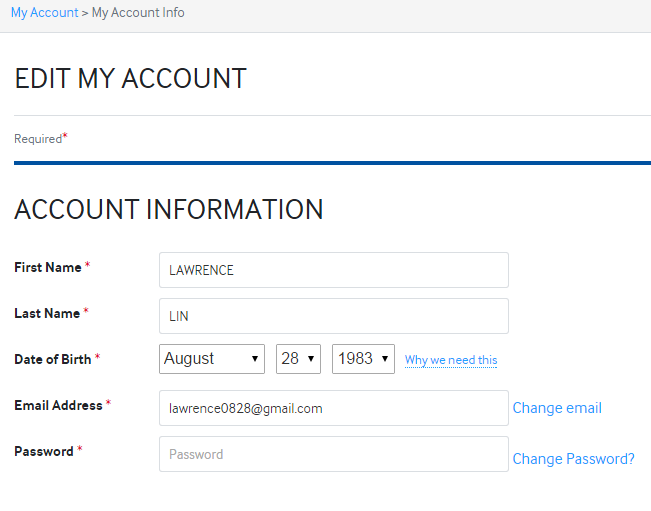 My Account > My Account Info
EDIT MY ACCOUNT
Required*
ACCOUNT INFORMATION
First Name * LAWRENCE
Last Name * LIN
Date of Birth * August 28 1983 Why we need this
Email Address * lawrence0828@gmail.com Change email
Password * Password Change Password?